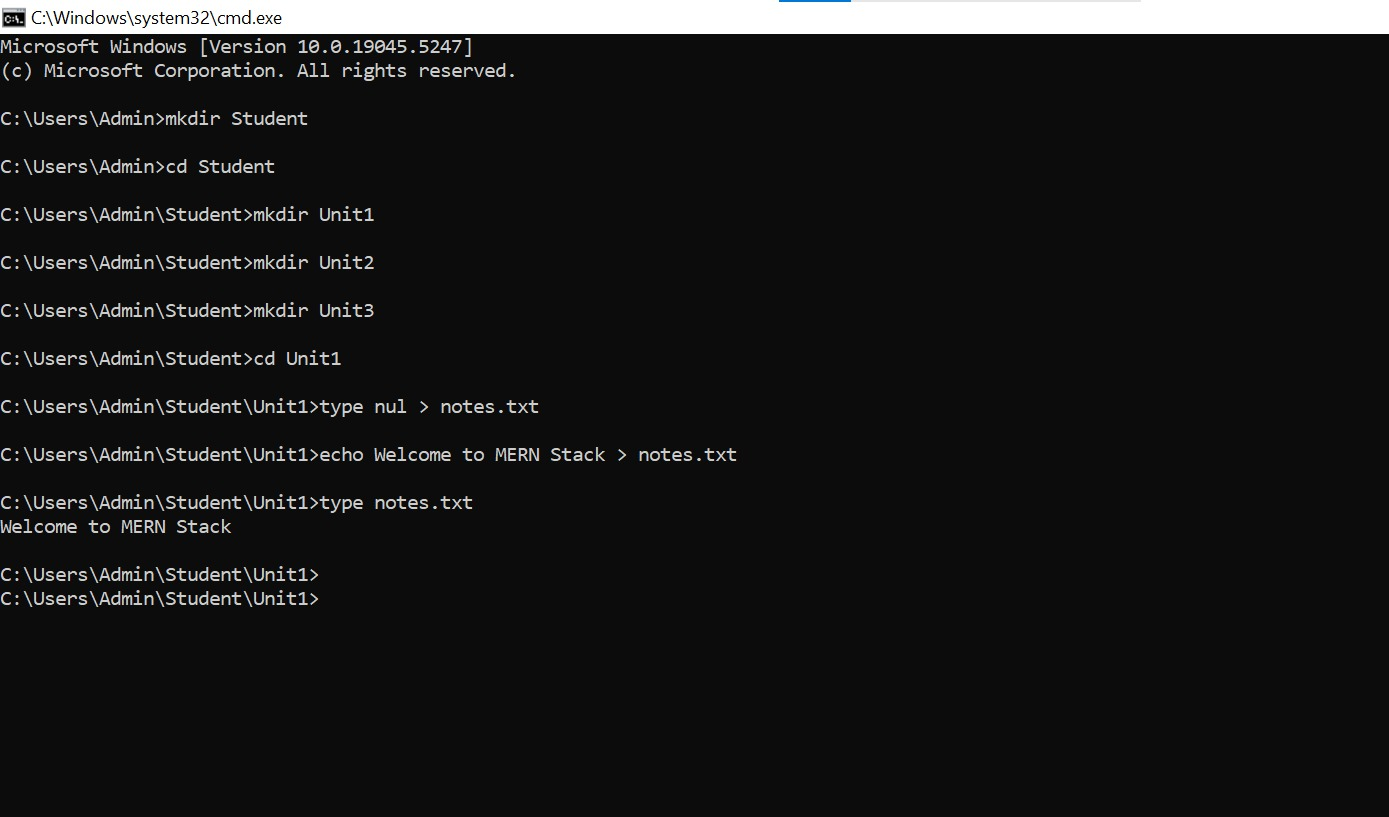 C:\Windows\system32\cmd.exe
Microsoft Windows [Version 10.0.19045.5247]
(c) Microsoft Corporation. All rights reserved.
C:\Users\Admin>mkdir Student
C:\Users\Admin>cd Student
C:\Users\Admin\Student>mkdir Unit1
C:\Users\Admin\Student>mkdir Unit2
C:\Users\Admin\Student>mkdir Unit3
C:\Users\Admin\Student>cd Unit1
C:\Users\Admin\Student\Unit1>type nul > notes.txt
C:\Users\Admin\Student\Unit1>echo Welcome to MERN Stack > notes.txt
C:\Users\Admin\Student\Unit1>type notes.txt
Welcome to MERN Stack
C:\Users\Admin\Student\Unit1>
C:\Users\Admin\Student\Unit1>